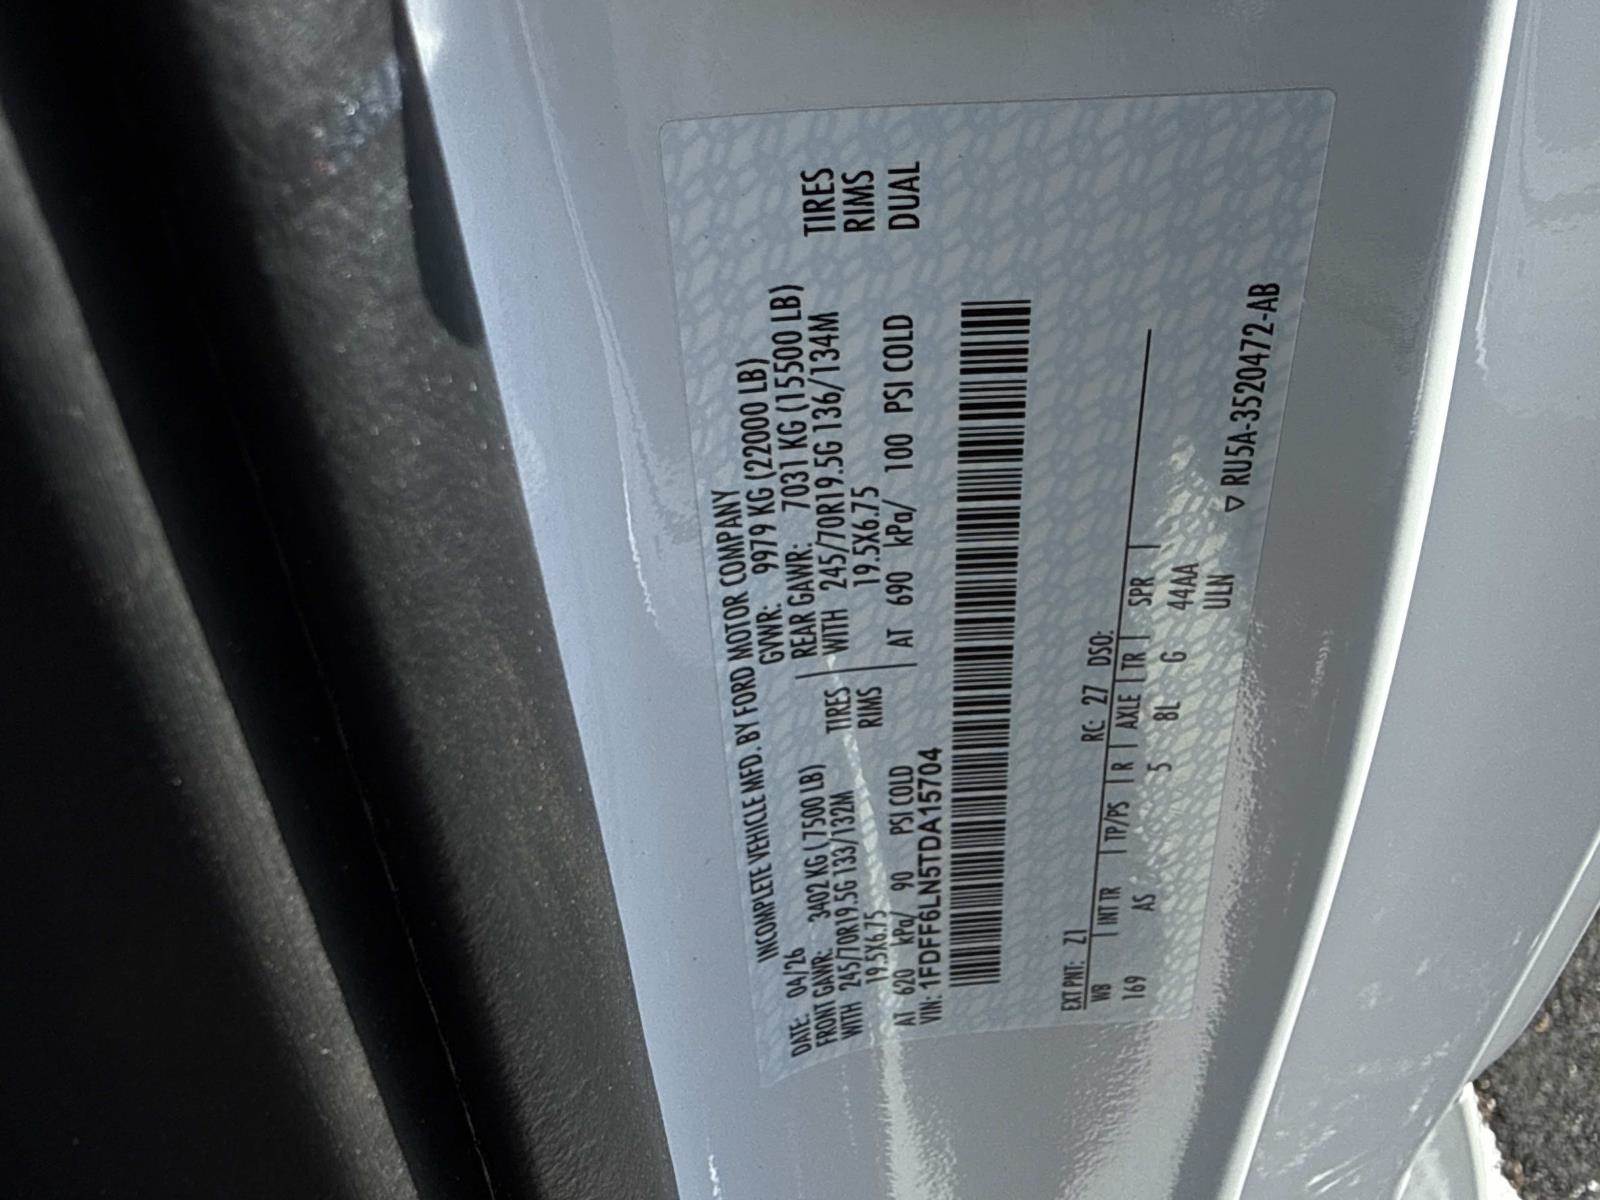 INCOMPLETE VEHICLE MFD. BY FORD MOTOR COMPANY
DATE: 04/26 GVWR: 9979 KG (22000 LB)
FRONT GAWR: 3402 KG (7500 LB) REAR GAWR: 7031 KG (15500 LB)
WITH 245/70R19.5G 133/132M TIRES WITH 245/70R19.5G 136/134M TIRES
19.5X6.75 RIMS 19.5X6.75 RIMS
AT 620 kPa/ 90 PSI COLD AT 690 kPa/ 100 PSI COLD DUAL
VIN: 1FDFF6LN5TDA15704
EXT PNT: Z1 RC: 27 DSO:
WB | INT TR | TP/PS | R | AXLE | TR | SPR |
169 AS 5 8L G 44AA
ULN
▽ RU5A-3520472-AB